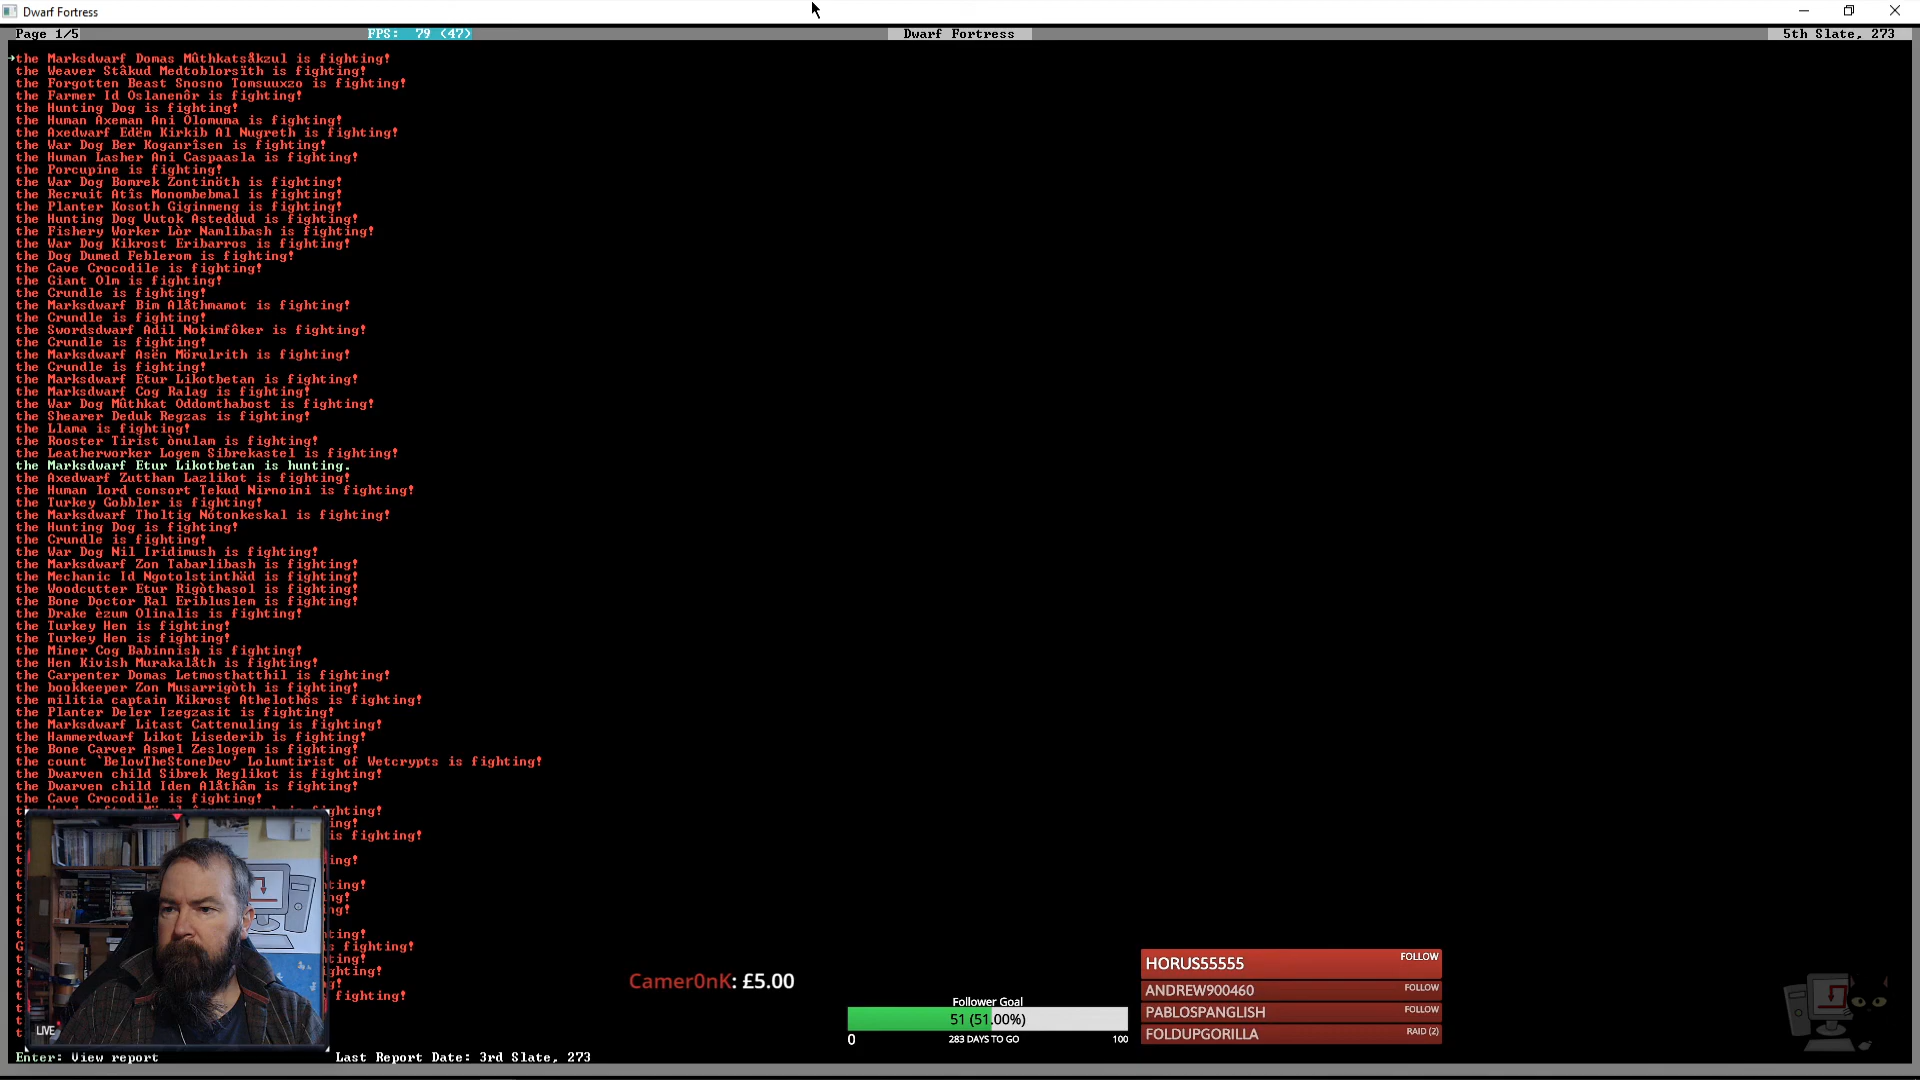 Dwarf Fortress
Page 1/5 FPS: 79 (47) Dwarf Fortress 5th Slate, 273
the Marksdwarf Domas Mûthkatsåkzul is fighting!
the Weaver Stâkud Medtoblorsïth is fighting!
the Forgotten Beast Snosno Tomsuuxzo is fighting!
the Farmer Id Oslanenôr is fighting!
the Hunting Dog is fighting!
the Human Axeman Ani Olomuma is fighting!
the Axedwarf Edëm Kirkib Al Nugreth is fighting!
the War Dog Ber Koganrîsen is fighting!
the Human Lasher Ani Caspaasla is fighting!
the Porcupine is fighting!
the War Dog Bomrek Zontinöth is fighting!
the Recruit Atîs Monombebmal is fighting!
the Planter Kosoth Giginmeng is fighting!
the Hunting Dog Vutok Asteddud is fighting!
the Fishery Worker Lòr Namlibash is fighting!
the War Dog Kikrost Eribarros is fighting!
the Dog Dumed Feblerom is fighting!
the Cave Crocodile is fighting!
the Giant Olm is fighting!
the Crundle is fighting!
the Marksdwarf Bim Alåthmamot is fighting!
the Crundle is fighting!
the Swordsdwarf Adil Nokimfôker is fighting!
the Crundle is fighting!
the Marksdwarf Asën Mörulrith is fighting!
the Crundle is fighting!
the Marksdwarf Etur Likotbetan is fighting!
the Marksdwarf Cog Ralag is fighting!
the War Dog Mûthkat Oddomthabost is fighting!
the Shearer Deduk Regzas is fighting!
the Llama is fighting!
the Rooster Tirist ònulam is fighting!
the Leatherworker Logem Sibrekastel is fighting!
the Marksdwarf Etur Likotbetan is hunting.
the Axedwarf Zutthan Lazlikot is fighting!
the Human lord consort Tekud Nirnoini is fighting!
the Turkey Gobbler is fighting!
the Marksdwarf Tholtig Nótonkeskal is fighting!
the Hunting Dog is fighting!
the Crundle is fighting!
the War Dog Nil Iridimush is fighting!
the Marksdwarf Zon Tabarlibash is fighting!
the Mechanic Id Ngotolstinthäd is fighting!
the Woodcutter Etur Rigòthasol is fighting!
the Bone Doctor Ral Eribluslem is fighting!
the Drake èzum Olinalis is fighting!
the Turkey Hen is fighting!
the Turkey Hen is fighting!
the Miner Cog Babinnish is fighting!
the Hen Kivish Murakalåth is fighting!
the Carpenter Domas Letmosthatthil is fighting!
the bookkeeper Zon Musarrigòth is fighting!
the militia captain Kikrost Athelothôs is fighting!
the Planter Deler Izegzasit is fighting!
the Marksdwarf Litast Cattenuling is fighting!
the Hammerdwarf Likot Lisederib is fighting!
the Bone Carver Asmel Zeslogem is fighting!
the count `BelowTheStoneDev' Lolumtirist of Wetcrypts is fighting!
the Dwarven child Sibrek Reglikot is fighting!
the Dwarven child Iden Alåthâm is fighting!
the Cave Crocodile is fighting!
is fighting!
is fighting!
fighting!
LIVE
Camer0nK: £5.00
Follower Goal
51 (51.00%)
0 283 DAYS TO GO 100
HORUS55555 FOLLOW
ANDREW900460 FOLLOW
PABLOSPANGLISH FOLLOW
FOLDUPGORILLA RAID (2)
Enter: View report Last Report Date: 3rd Slate, 273